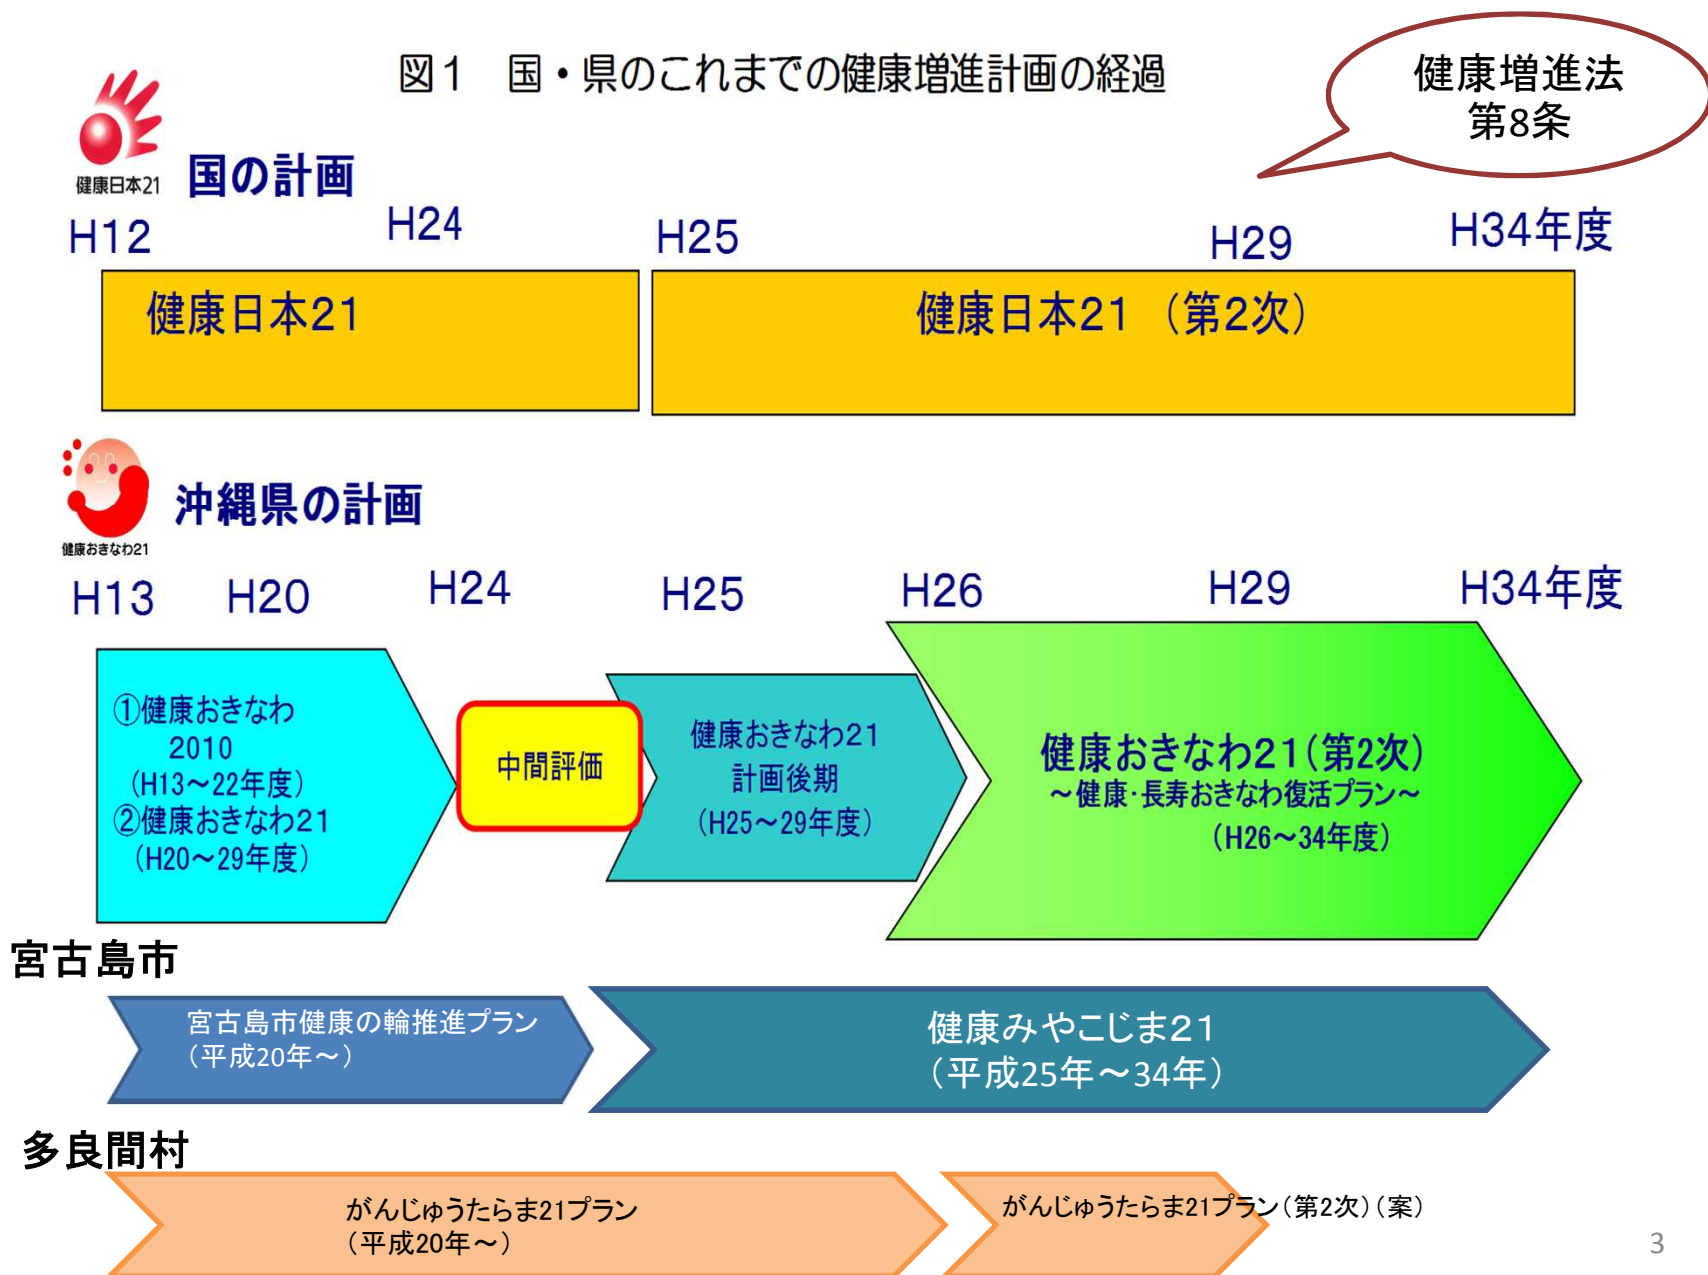 図1　国・県のこれまでの健康増進計画の経過
健康増進法
第8条
健康日本21
国の計画
H12
H24
H25
H29
H34年度
健康日本21
健康日本21（第2次）
健康おきなわ21
沖縄県の計画
H13
H20
H24
H25
H26
H29
H34年度
①健康おきなわ
2010
（H13～22年度）
②健康おきなわ21
（H20～29年度）
中間評価
健康おきなわ21
計画後期
（H25～29年度）
健康おきなわ21（第2次）
～健康・長寿おきなわ復活プラン～
（H26～34年度）
宮古島市
宮古島市健康の輪推進プラン
（平成20年～）
健康みやこじま21
（平成25年～34年）
多良間村
がんじゅうたらま21プラン
（平成20年～）
がんじゅうたらま21プラン（第2次）（案）
3